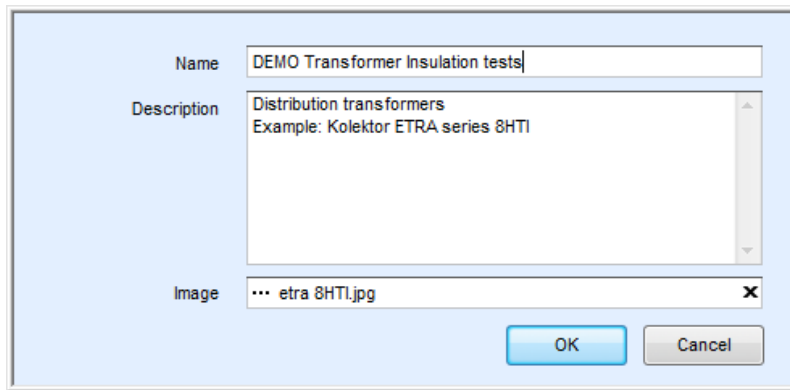 Name
DEMO Transformer Insulation tests
Description
Distribution transformers
Example: Kolektor ETRA series 8HTI
Image
... etra 8HTI.jpg
OK
Cancel